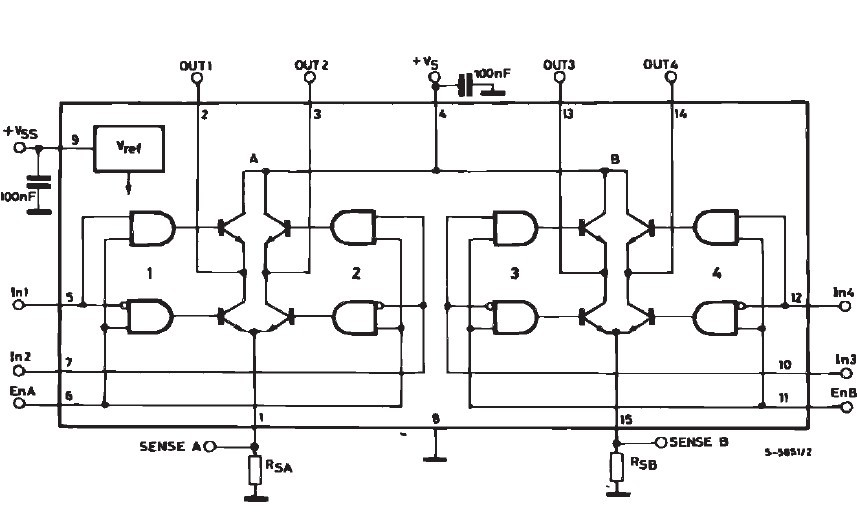 OUT1 OUT2 +VS 100nF OUT3 OUT4
2 3 4 13 14
+VSS 9 Vref
A B
100nF
1 2 3 4
In1 5 12 In4
In2 7 10 In3
EnA 6 11 EnB
1 8 15
SENSE A SENSE B
S-5851/2
RSA RSB